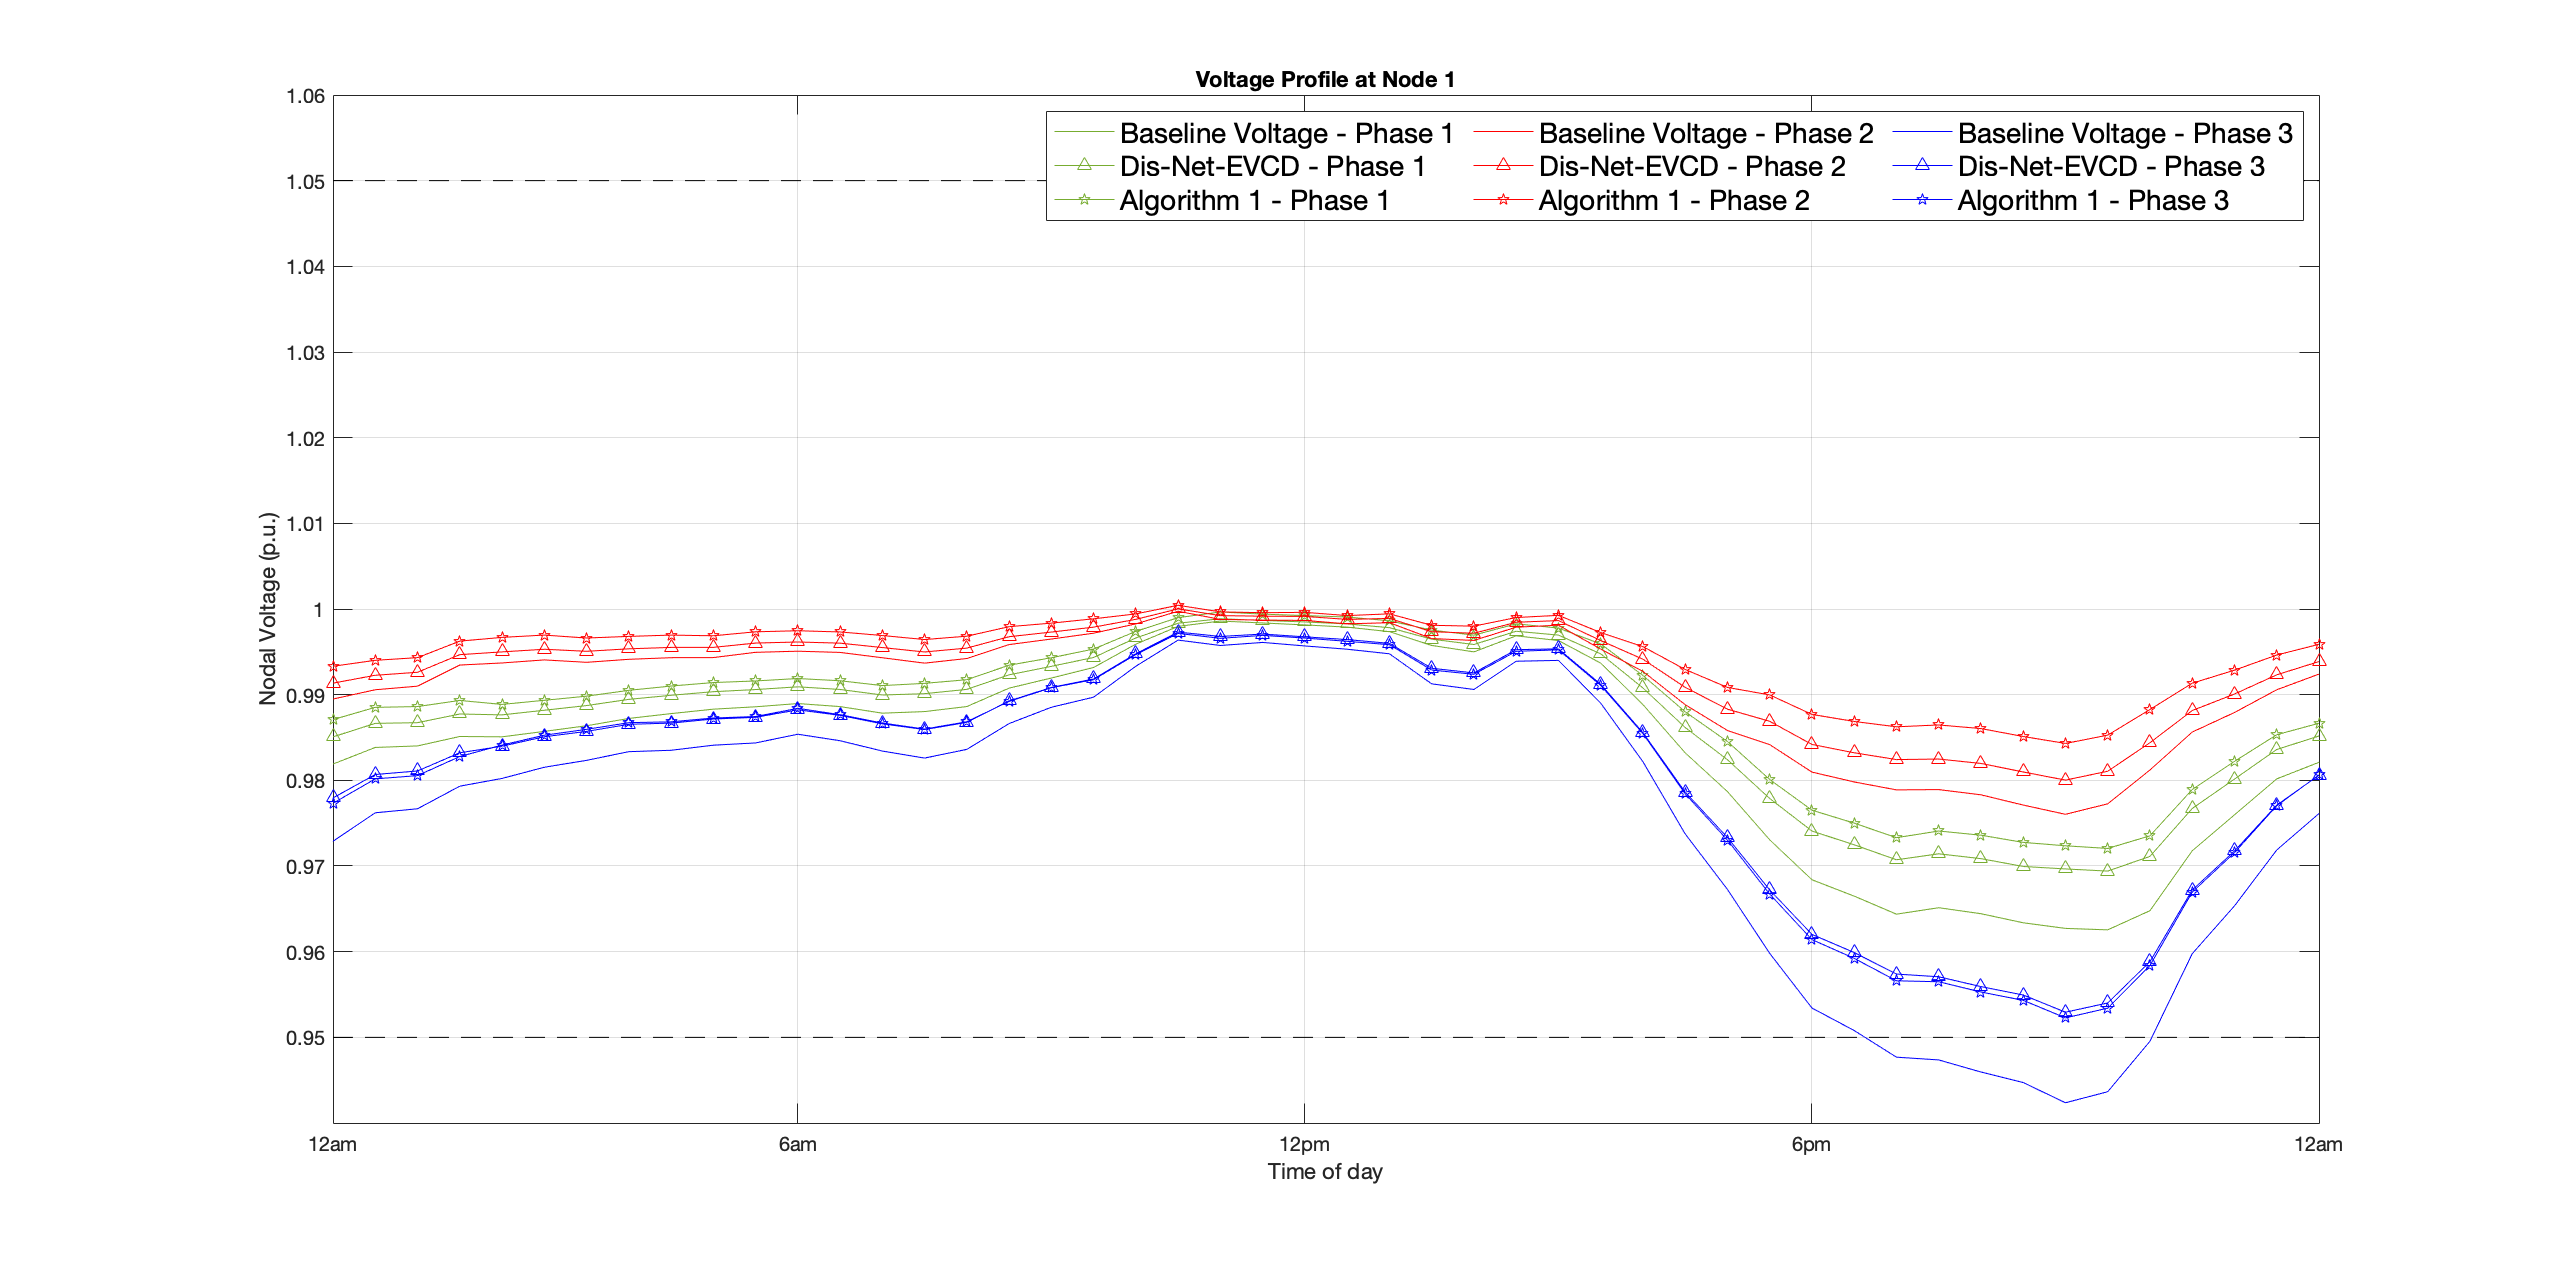 Voltage Profile at Node 1
1.06
Baseline Voltage - Phase 1 Baseline Voltage - Phase 2 Baseline Voltage - Phase 3
Dis-Net-EVCD - Phase 1 Dis-Net-EVCD - Phase 2 Dis-Net-EVCD - Phase 3
Algorithm 1 - Phase 1 Algorithm 1 - Phase 2 Algorithm 1 - Phase 3
1.05
1.04
1.03
1.02
1.01
1
0.99
0.98
0.97
0.96
0.95
Nodal Voltage (p.u.)
12am 6am 12pm 6pm 12am
Time of day